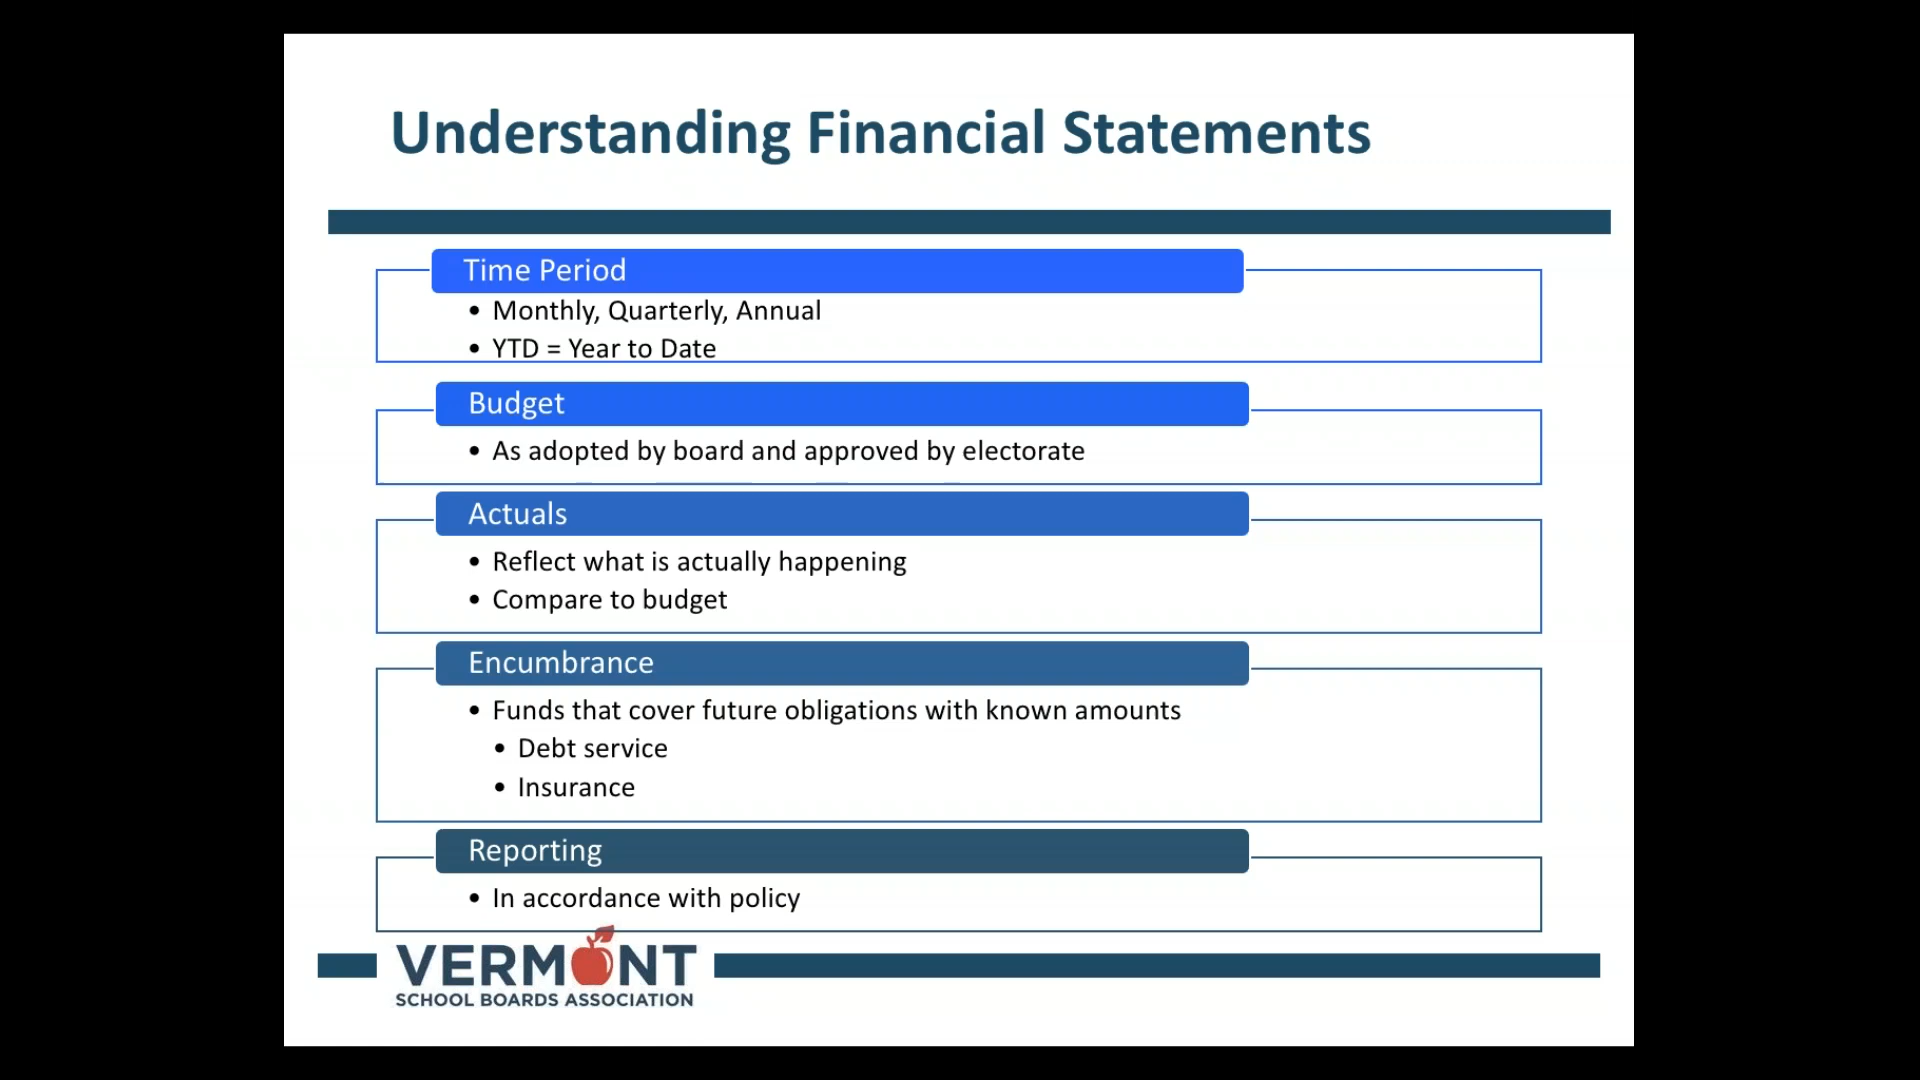 Understanding Financial Statements
Time Period
• Monthly, Quarterly, Annual
• YTD = Year to Date
Budget
• As adopted by board and approved by electorate
Actuals
• Reflect what is actually happening
• Compare to budget
Encumbrance
• Funds that cover future obligations with known amounts
• Debt service
• Insurance
Reporting
• In accordance with policy
VERMONT
SCHOOL BOARDS ASSOCIATION